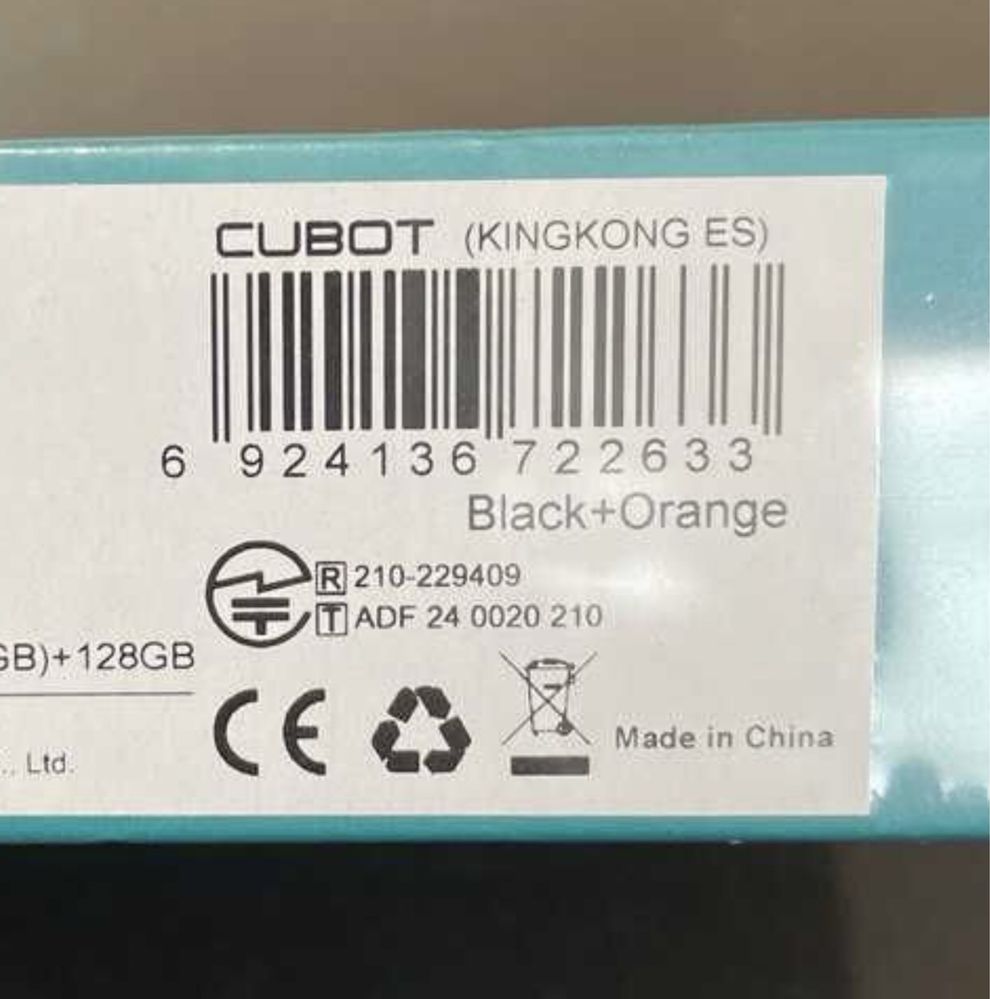 CUBOT (KINGKONG ES)
6 924136 722633
Black+Orange
R 210-229409
T ADF 24 0020 210
GB)+128GB
CE
., Ltd.
Made in China